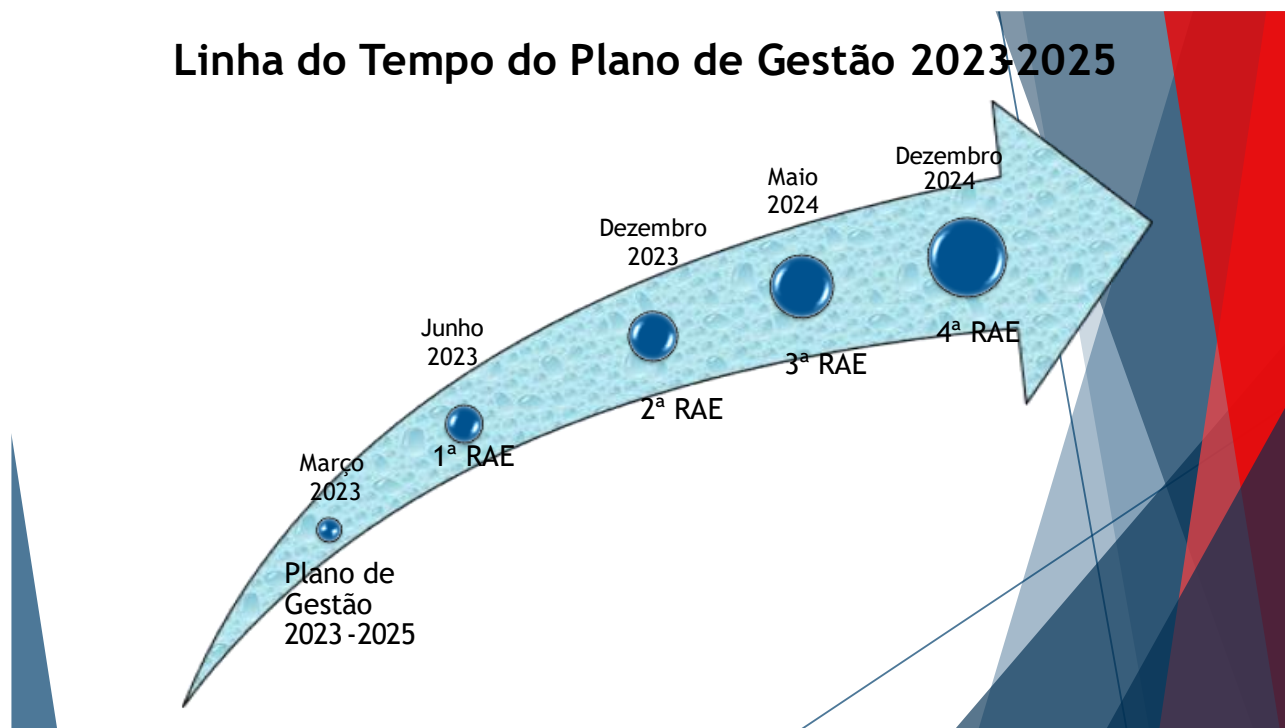 Linha do Tempo do Plano de Gestão 2023-2025
Março
2023
Plano de
Gestão
2023-2025
Junho
2023
1ª RAE
Dezembro
2023
2ª RAE
Maio
2024
3ª RAE
Dezembro
2024
4ª RAE